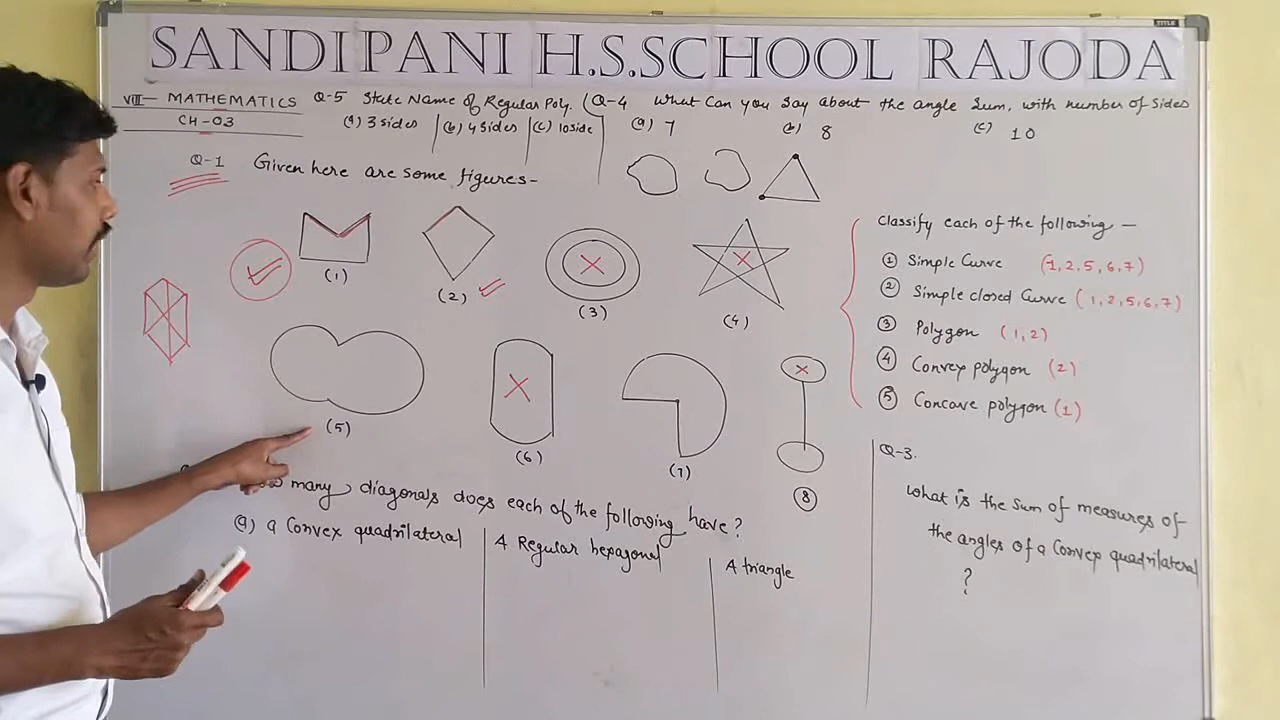 TITLE
SANDIPANI H.S.SCHOOL RAJODA
VIII- MATHEMATICS
CH-03
Q-5 State Name of Regular Poly.
(a) 3 sides (b) 4 sides (c) 10 side
Q-4 What Can you Say about the angle Sum, with number of Sides
(a) 7 (b) 8 (c) 10
Q-1 Given here are some figures-
(1)
(2)
(3)
(4)
(5)
(6)
(7)
8
Classify each of the following -
1 Simple Curve (1,2,5,6,7)
2 Simple closed Curve (1,2,5,6,7)
3 Polygon (1,2)
4 Convex polygon (2)
5 Concave polygon (1)
many diagonals does each of the following have?
(a) a Convex quadrilateral
A Regular hexagonal
A triangle
Q-3.
What is the Sum of measures of
the angles of a Convex quadrilateral
?